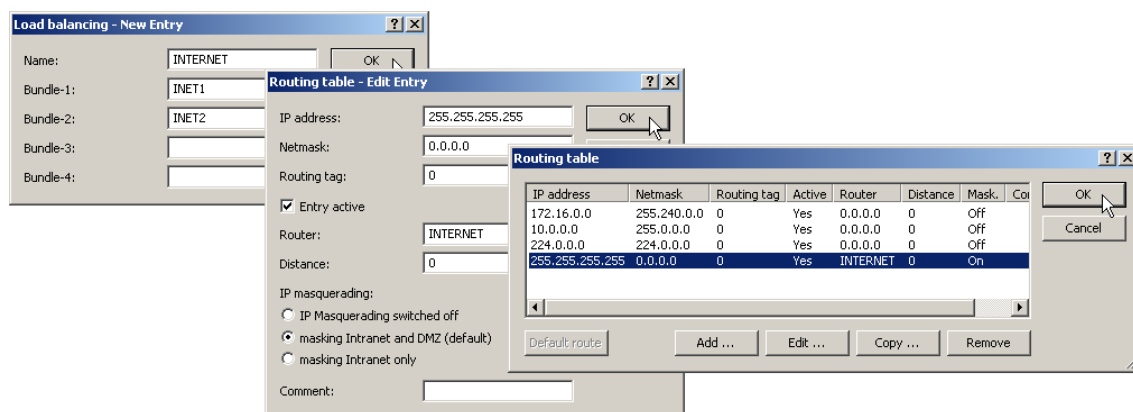 Load balancing - New Entry
Name: INTERNET OK
Bundle-1: INET1
Bundle-2: INET2
Bundle-3:
Bundle-4:
Routing table - Edit Entry
IP address: 255.255.255.255 OK
Netmask: 0.0.0.0
Routing tag: 0
Entry active
Router: INTERNET
Distance: 0
IP masquerading:
IP Masquerading switched off
masking Intranet and DMZ (default)
masking Intranet only
Comment:
Routing table
IP address Netmask Routing tag Active Router Distance Mask. OK
172.16.0.0 255.240.0.0 0 Yes 0.0.0.0 0 Off
10.0.0.0 255.0.0.0 0 Yes 0.0.0.0 0 Off
224.0.0.0 224.0.0.0 0 Yes 0.0.0.0 0 Off
255.255.255.255 0.0.0.0 0 Yes INTERNET 0 On
Cancel
Default route Add ... Edit ... Copy ... Remove